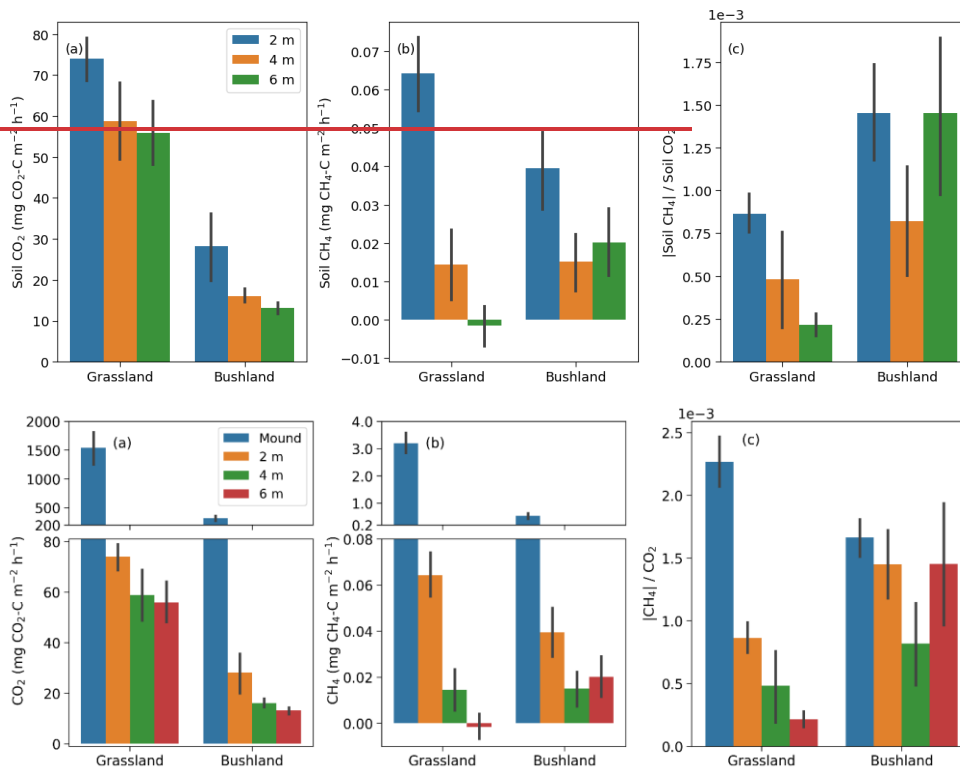 1e−3
80
70
60
50
40
30
20
10
0
Soil CO₂ (mg CO₂-C m⁻² h⁻¹)
(a)
2 m
4 m
6 m
Grassland
Bushland
0.07
0.06
0.05
0.04
0.03
0.02
0.01
0.00
−0.01
Soil CH₄ (mg CH₄-C m⁻² h⁻¹)
(b)
Grassland
Bushland
1.75
1.50
1.25
1.00
0.75
0.50
0.25
0.00
|Soil CH₄| / Soil CO₂
(c)
Grassland
Bushland
2000
1500
1000
500
200
80
60
40
20
0
CO₂ (mg CO₂-C m⁻² h⁻¹)
(a)
Mound
2 m
4 m
6 m
Grassland
Bushland
4.0
3.0
2.0
1.0
0.2
0.08
0.06
0.04
0.02
0.00
CH₄ (mg CH₄-C m⁻² h⁻¹)
(b)
Grassland
Bushland
1e−3
2.5
2.0
1.5
1.0
0.5
0.0
|CH₄| / CO₂
(c)
Grassland
Bushland